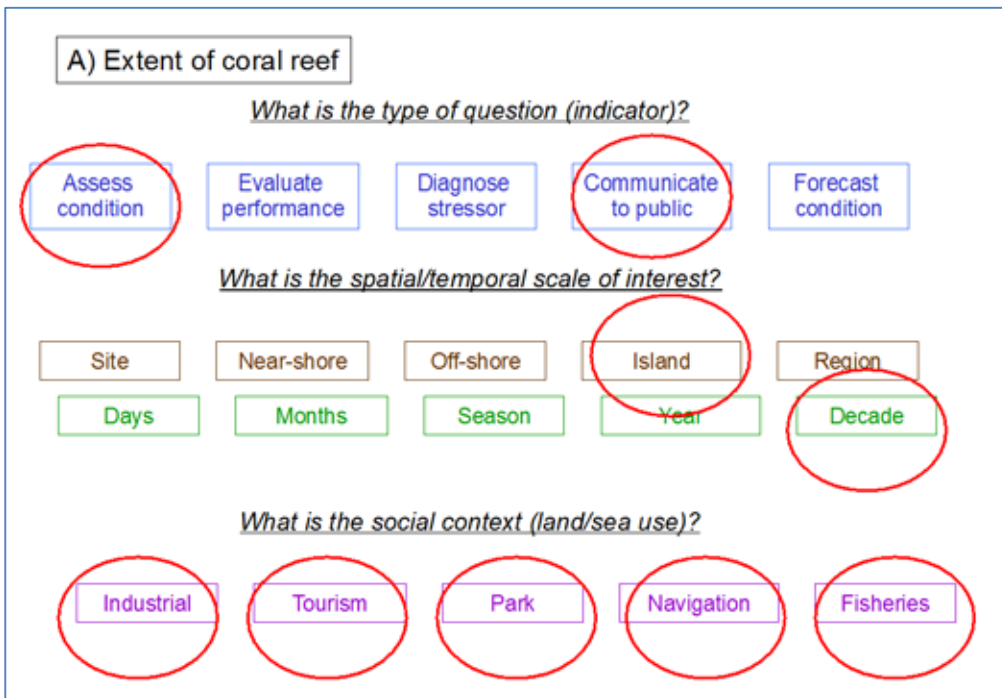 A) Extent of coral reef
What is the type of question (indicator)?
Assess condition
Evaluate performance
Diagnose stressor
Communicate to public
Forecast condition
What is the spatial/temporal scale of interest?
Site
Near-shore
Off-shore
Island
Region
Days
Months
Season
Year
Decade
What is the social context (land/sea use)?
Industrial
Tourism
Park
Navigation
Fisheries